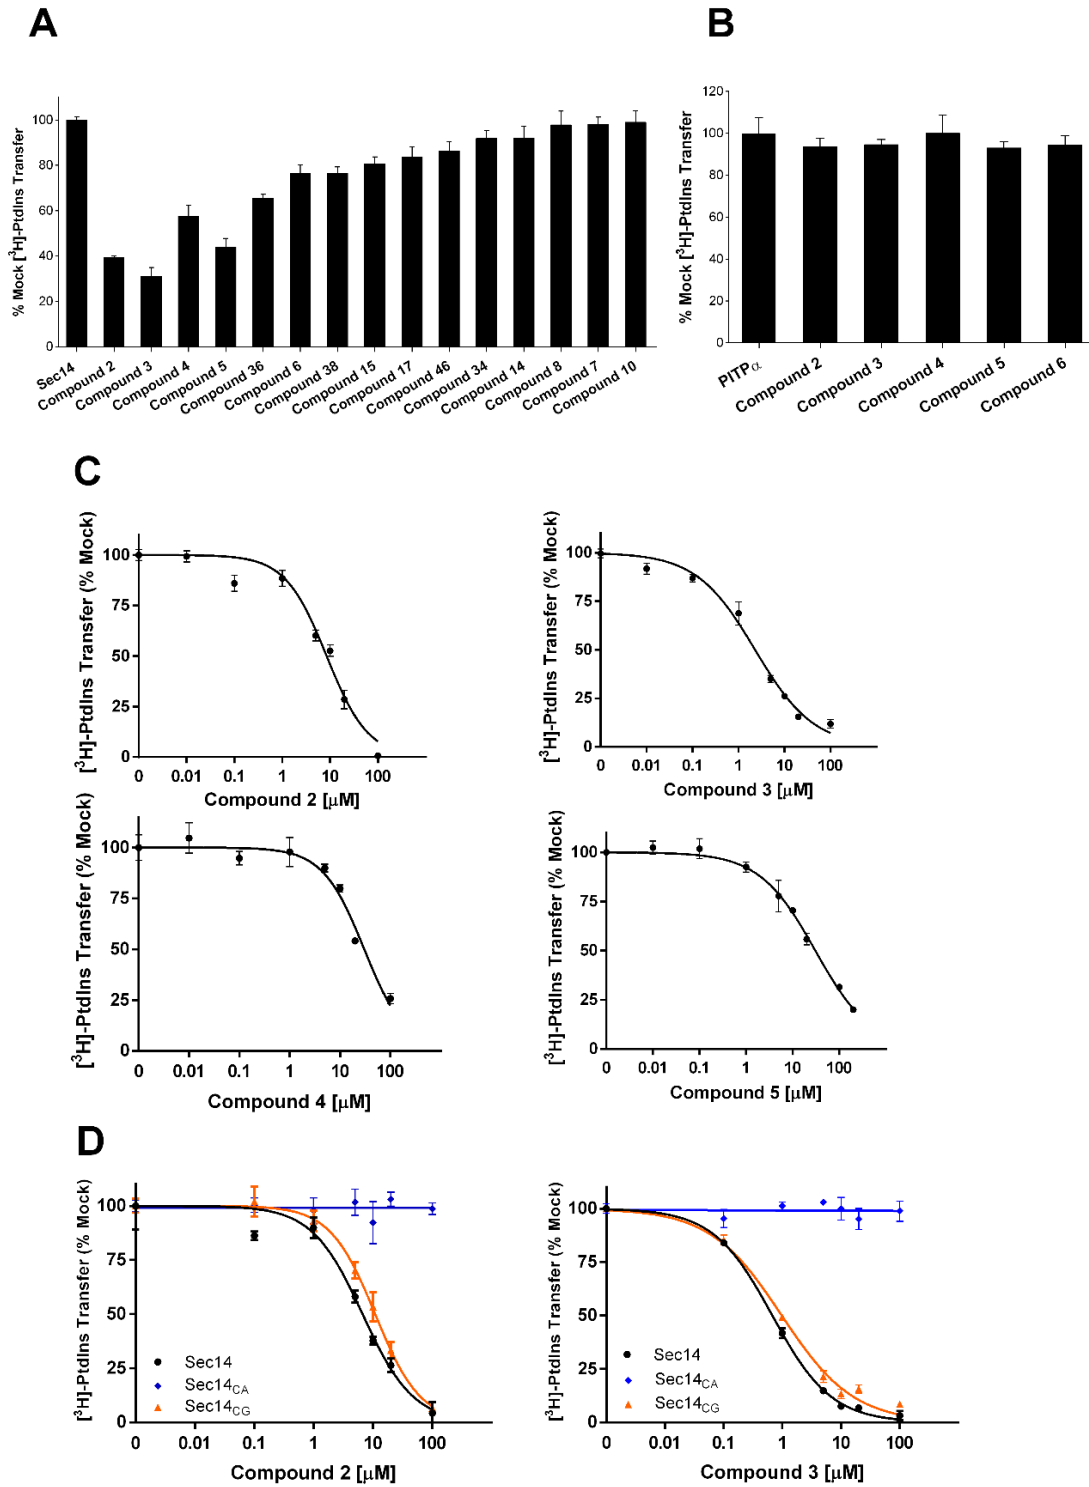 A
% Mock [³H]-PtdIns Transfer
100
80
60
40
20
0
Sec14
Compound 2
Compound 3
Compound 4
Compound 5
Compound 36
Compound 6
Compound 38
Compound 15
Compound 17
Compound 46
Compound 34
Compound 14
Compound 8
Compound 7
Compound 10
B
% Mock [³H]-PtdIns Transfer
120
100
80
60
40
20
0
PITPα
Compound 2
Compound 3
Compound 4
Compound 5
Compound 6
C
[³H]-PtdIns Transfer (% Mock)
100
75
50
25
0
0 0.01 0.1 1 10 100
Compound 2 [µM]
[³H]-PtdIns Transfer (% Mock)
100
75
50
25
0
0 0.01 0.1 1 10 100
Compound 3 [µM]
[³H]-PtdIns Transfer (% Mock)
100
75
50
25
0
0 0.01 0.1 1 10 100
Compound 4 [µM]
[³H]-PtdIns Transfer (% Mock)
100
75
50
25
0
0 0.01 0.1 1 10 100
Compound 5 [µM]
D
[³H]-PtdIns Transfer (% Mock)
100
75
50
25
0
Sec14
Sec14CA
Sec14CG
0 0.01 0.1 1 10 100
Compound 2 [µM]
[³H]-PtdIns Transfer (% Mock)
100
75
50
25
0
Sec14
Sec14CA
Sec14CG
0 0.01 0.1 1 10 100
Compound 3 [µM]